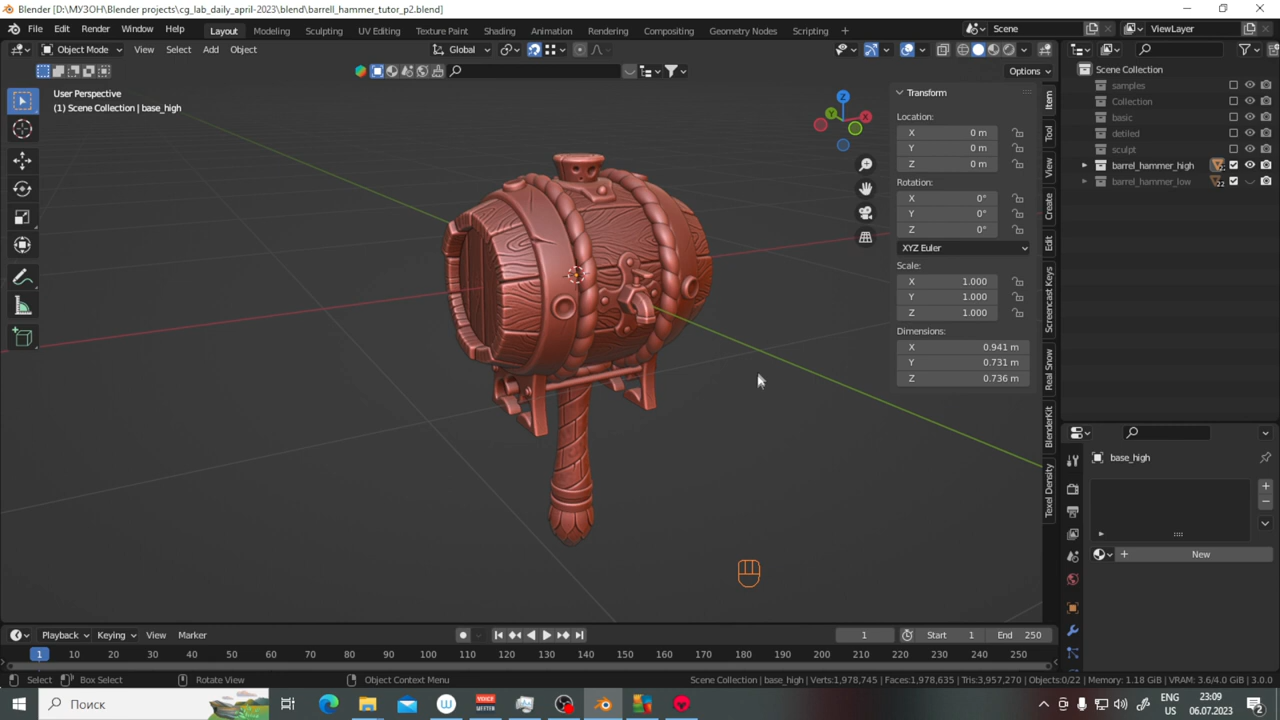 Blender [D:\МУЗОН\Blender projects\cg_lab_daily_april-2023\blend\barrell_hammer_tutor_p2.blend]
File Edit Render Window Help Layout Modeling Sculpting UV Editing Texture Paint Shading Animation Rendering Compositing Geometry Nodes Scripting Scene ViewLayer
Object Mode View Select Add Object Global
Options
User Perspective
(1) Scene Collection | base_high
Z
Y
X
Transform
Location:
X 0 m
Y 0 m
Z 0 m
Rotation:
X 0°
Y 0°
Z 0°
XYZ Euler
Scale:
X 1.000
Y 1.000
Z 1.000
Dimensions:
X 0.941 m
Y 0.731 m
Z 0.736 m
Item
Tool
View
Create
Edit
Screencast Keys
Real Snow
BlenderKit
Texel Density
Scene Collection
samples
Collection
basic
detiled
sculpt
barrel_hammer_high
barrel_hammer_low 22
base_high
New
Playback Keying View Marker 1 Start 1 End 250
1 10 20 30 40 50 60 70 80 90 100 110 120 130 140 150 160 170 180 190 200 210 220 230 240 250
Select Box Select Rotate View Object Context Menu Scene Collection | base_high | Verts:1,978,745 | Faces:1,978,635 | Tris:3,957,270 | Objects:0/22 | Memory: 1.18 GiB | VRAM: 3.6/4.0 GiB | 3.0.0
Поиск
ENG
US
23:09
06.07.2023
2